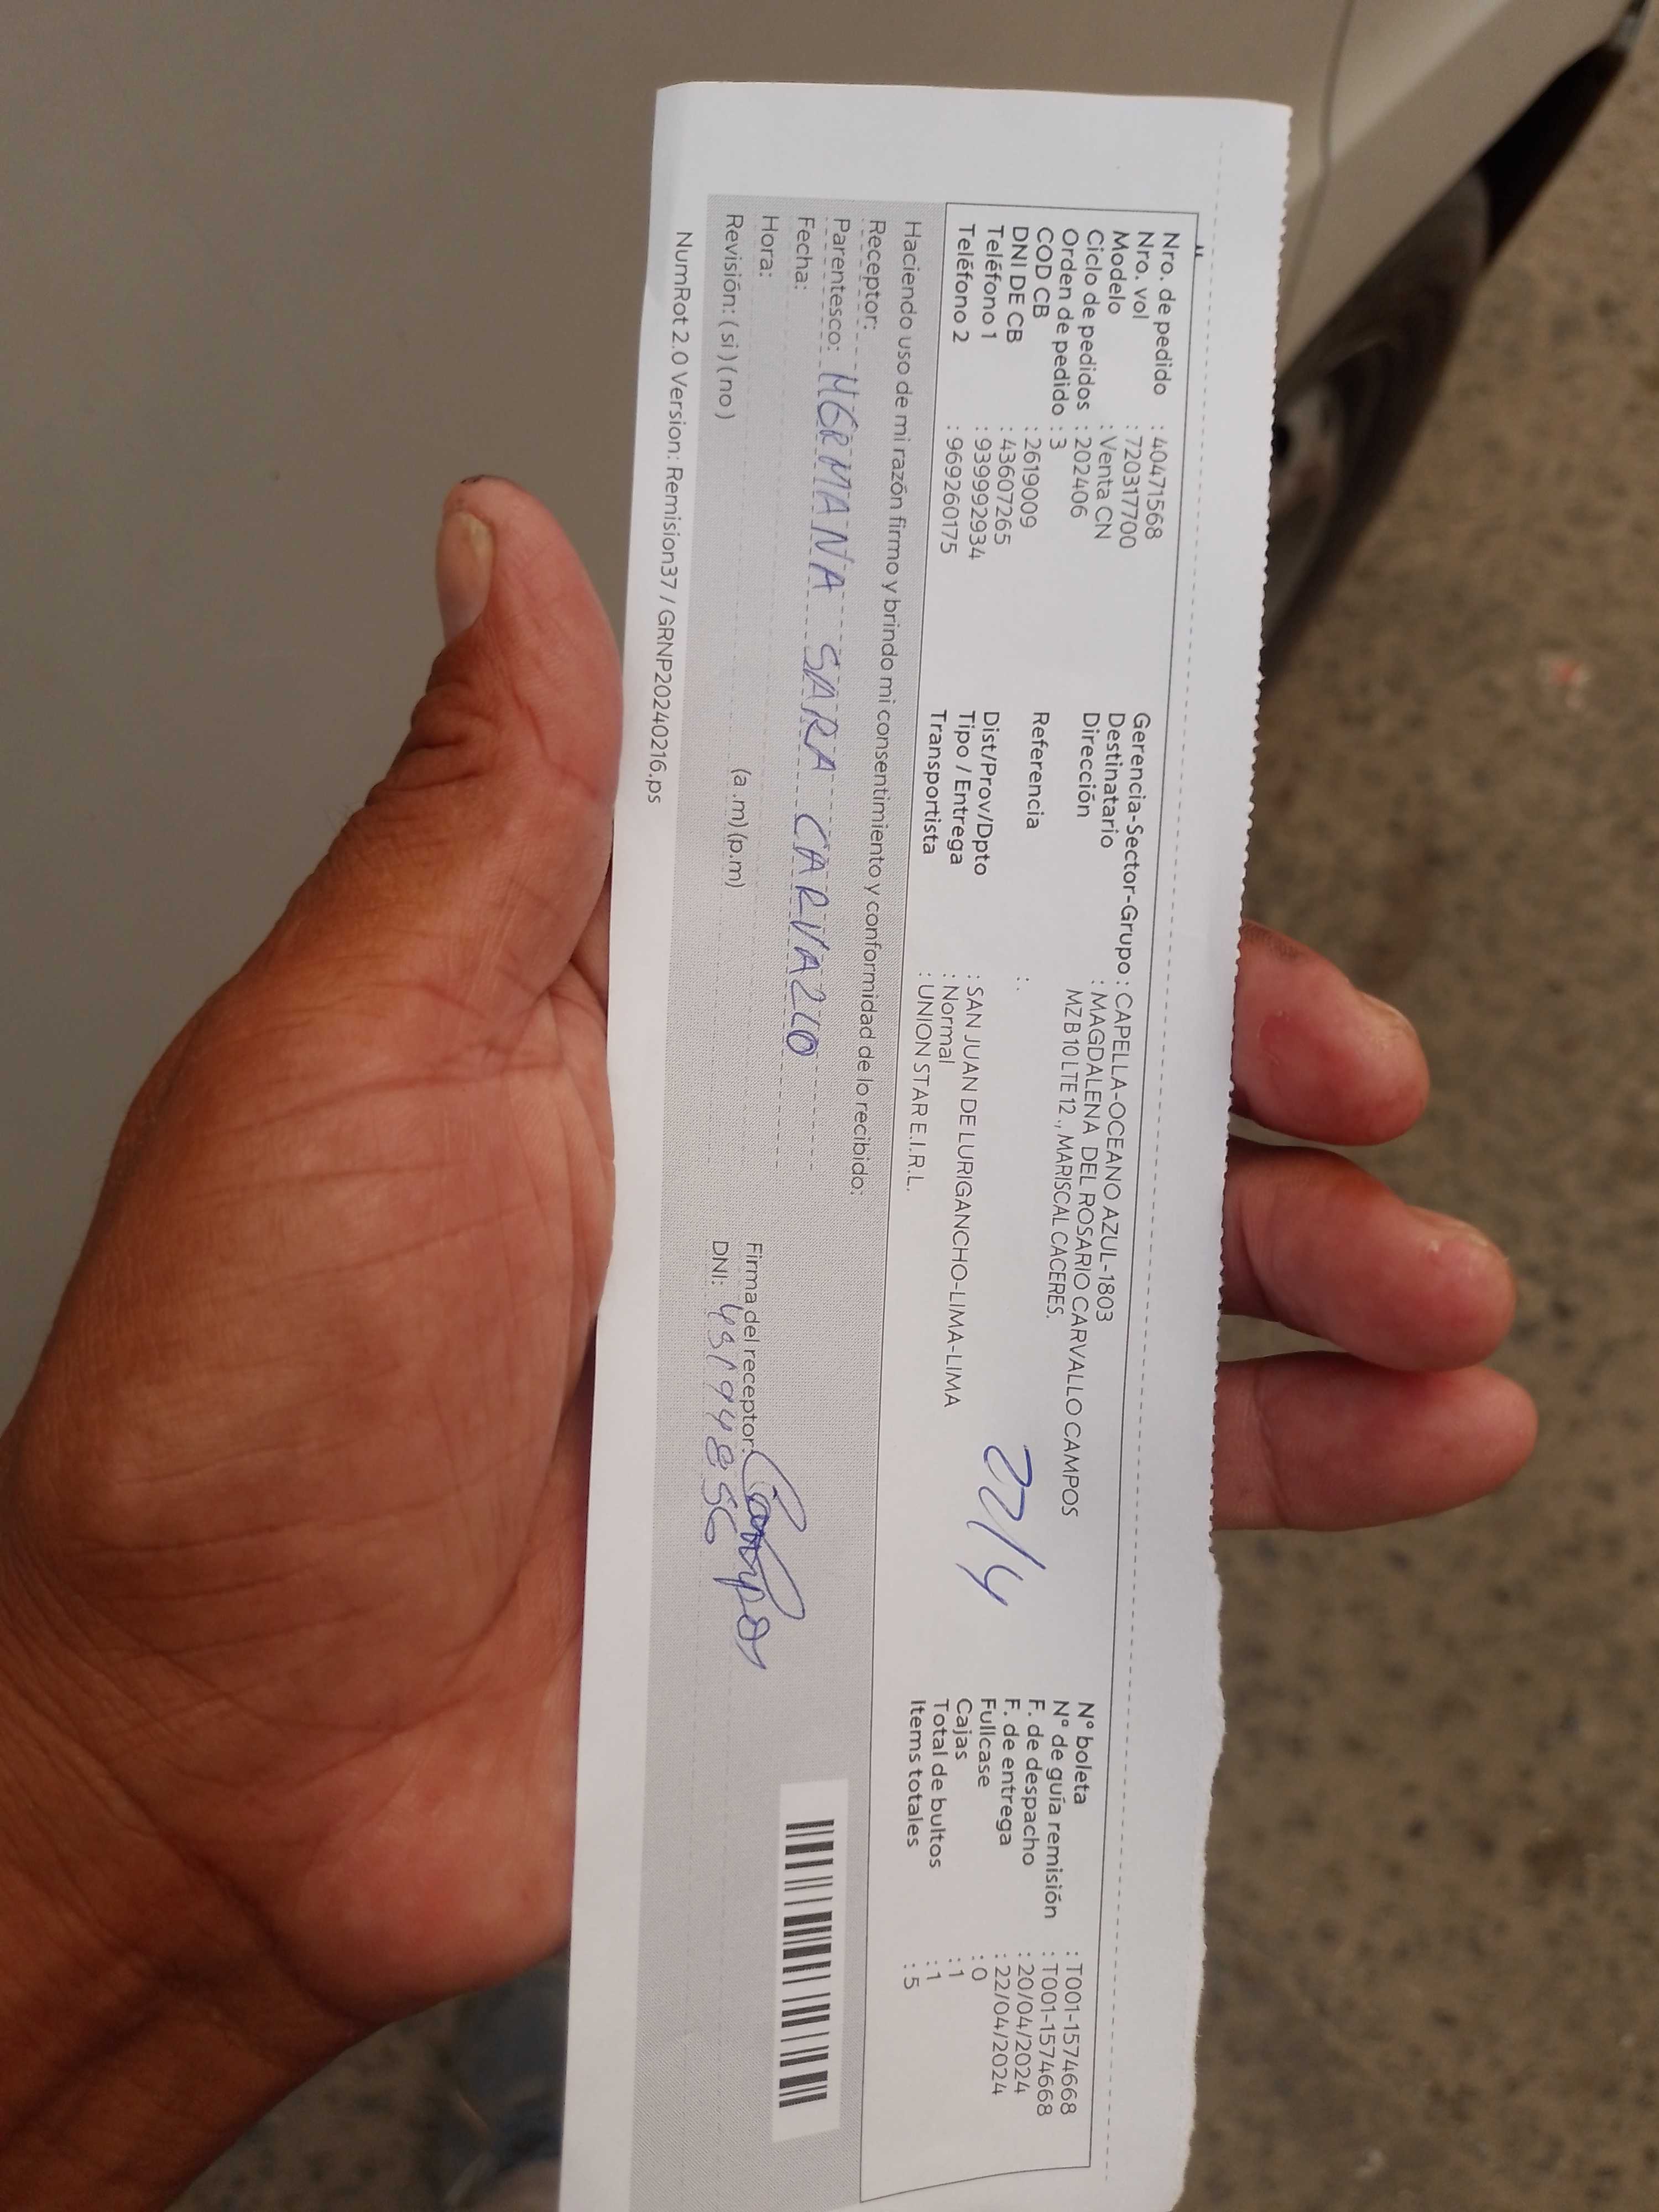 Nro. de pedido : 40471568
Nro. vol : 720317700
Modelo : Venta CN
Ciclo de pedidos : 202406
Orden de pedido : 3
COD CB : 2619009
DNI DE CB : 43607265
Teléfono 1 : 939992934
Teléfono 2 : 969260175
Gerencia-Sector-Grupo : CAPELLA-OCEANO AZUL-1803
Destinatario : MAGDALENA DEL ROSARIO CARVALLO CAMPOS
Dirección MZ B 10 LTE 12 ., MARISCAL CACERES.
Referencia : .
Dist/Prov/Dpto : SAN JUAN DE LURIGANCHO-LIMA-LIMA
Tipo / Entrega : Normal
Transportista : UNION STAR E.I.R.L.
22/4
N° boleta : T001-1574668
N° de guía remisión : T001-1574668
F. de despacho : 20/04/2024
F. de entrega : 22/04/2024
Fullcase : 0
Cajas : 1
Total de bultos : 1
Items totales : 5
Haciendo uso de mi razón firmo y brindo mi consentimiento y conformidad de lo recibido:
Receptor:
Parentesco: HERMANA SARA CARVALLO
Fecha:
Hora: (a .m) (p.m)
Revisión: ( si ) ( no )
Firma del receptor: Campos
DNI:
NumRot 2.0 Version: Remision37 / GRNP20240216.ps